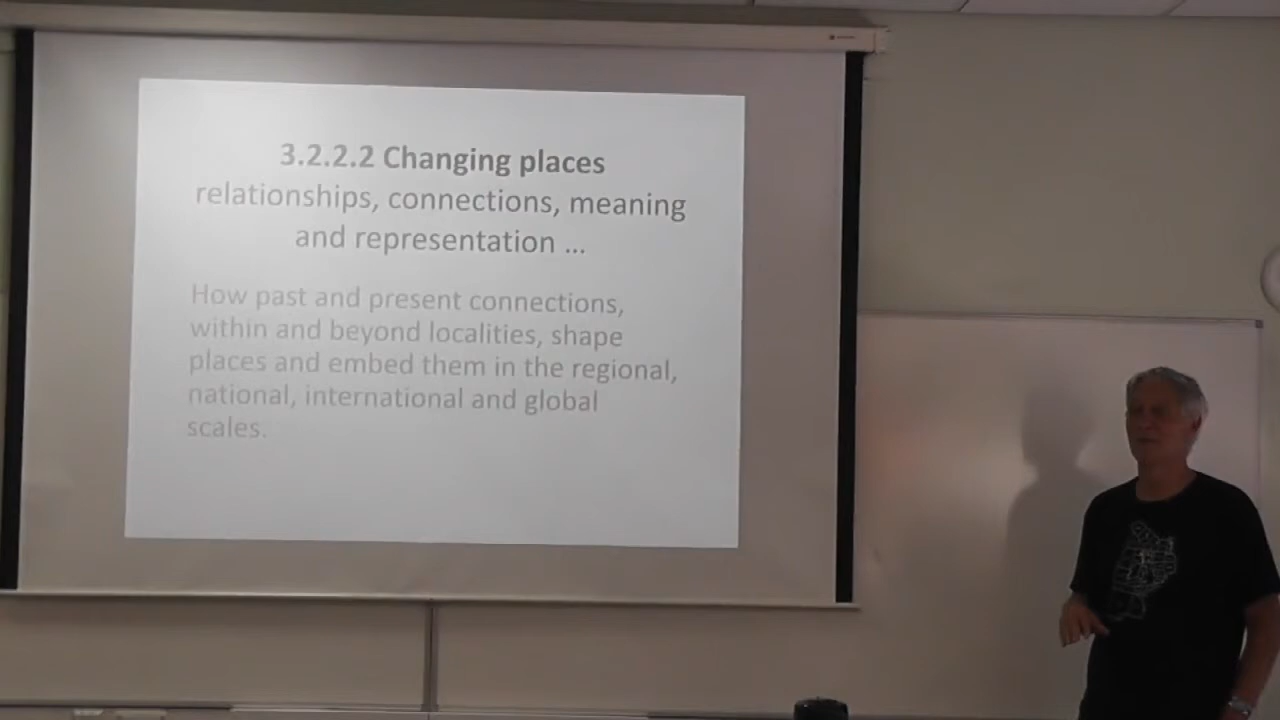 3.2.2.2 Changing places
relationships, connections, meaning
and representation ...
How past and present connections,
within and beyond localities, shape
places and embed them in the regional,
national, international and global
scales.